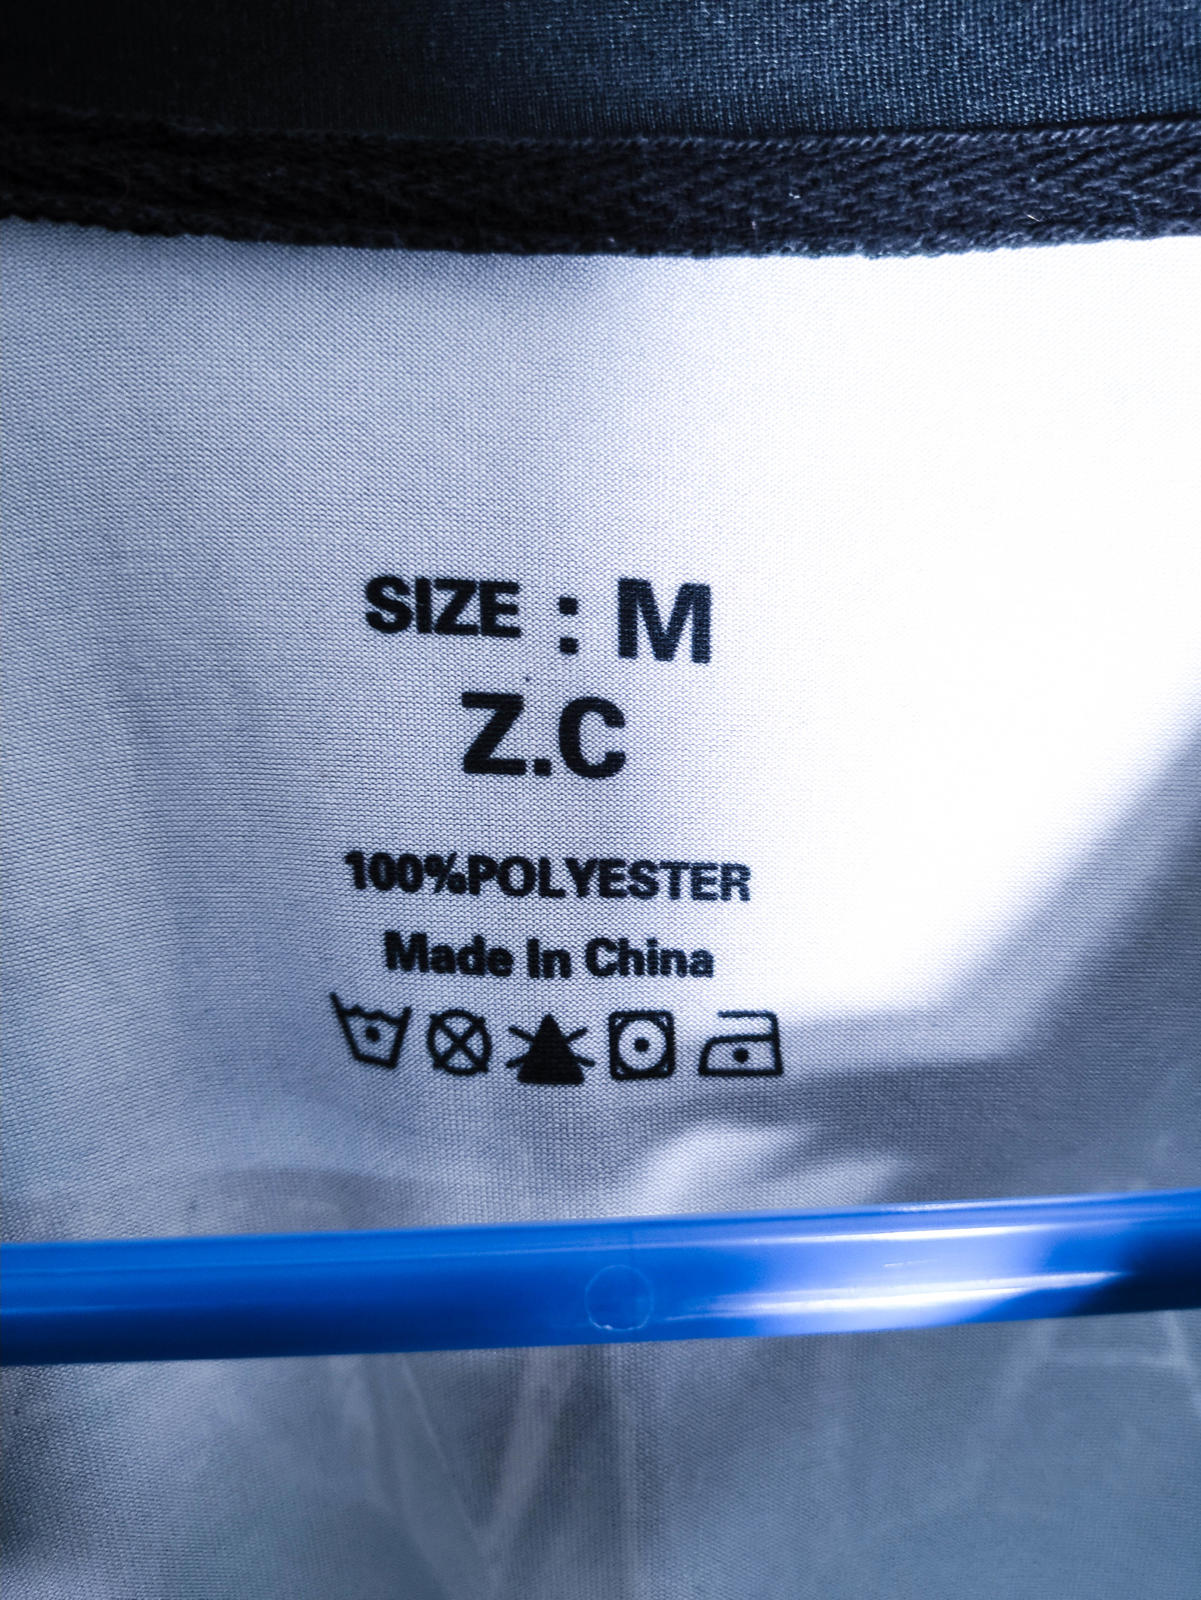 SIZE : M
Z.C
100%POLYESTER
Made In China